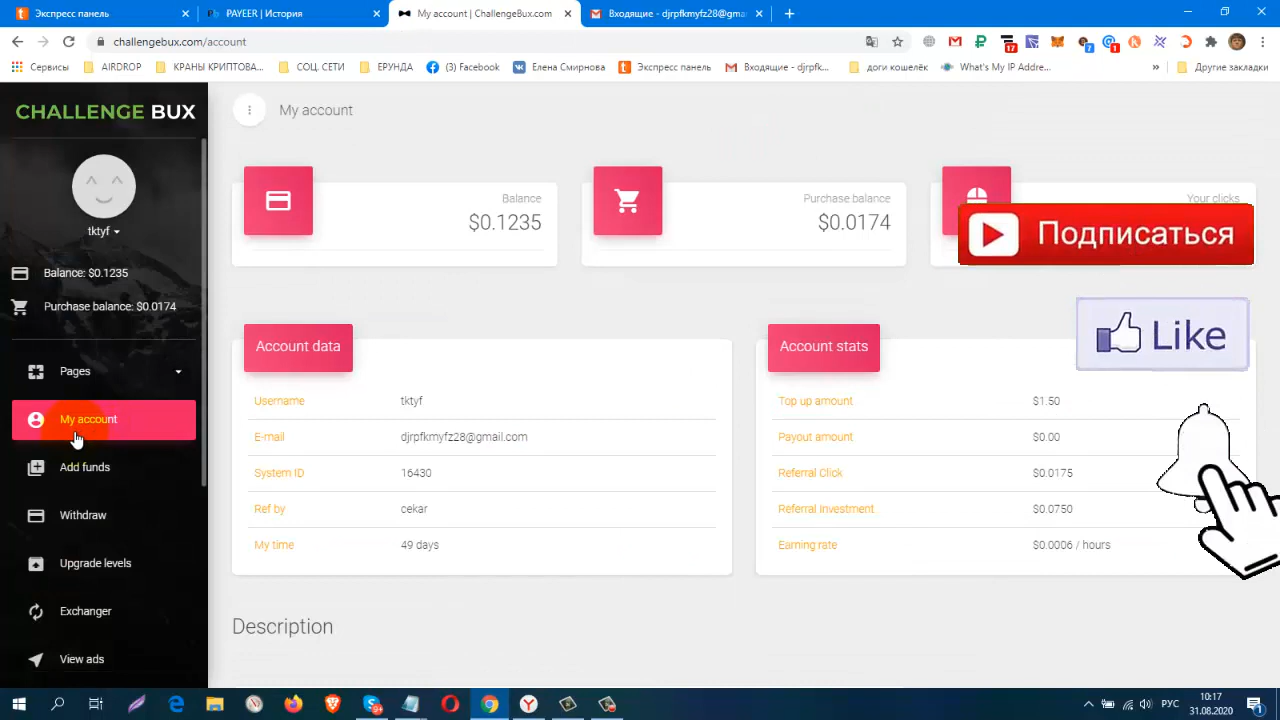 Экспресс панель
PAYEER | История
My account | ChallengeBux.com
Входящие - djrpfkmyfz28@gma
challengebux.com/account
17
7
1
Сервисы
AIRDROP
КРАНЫ КРИПТОВА...
СОЦ. СЕТИ
ЕРУНДА
(3) Facebook
Елена Смирнова
Экспресс панель
Входящие - djrpfk...
доги кошелёк
What's My IP Addre...
»
Другие закладки
CHALLENGE BUX
tktyf
Balance: $0.1235
Purchase balance: $0.0174
Pages
My account
Add funds
Withdraw
Upgrade levels
Exchanger
View ads
My account
Balance
$0.1235
Purchase balance
$0.0174
Your clicks
Подписаться
Like
Account data
Username tktyf
E-mail djrpfkmyfz28@gmail.com
System ID 16430
Ref by cekar
My time 49 days
Account stats
Top up amount $1.50
Payout amount $0.00
Referral Click $0.0175
Referral Investment $0.0750
Earning rate $0.0006 / hours
Description
РУС
10:17
31.08.2020
1